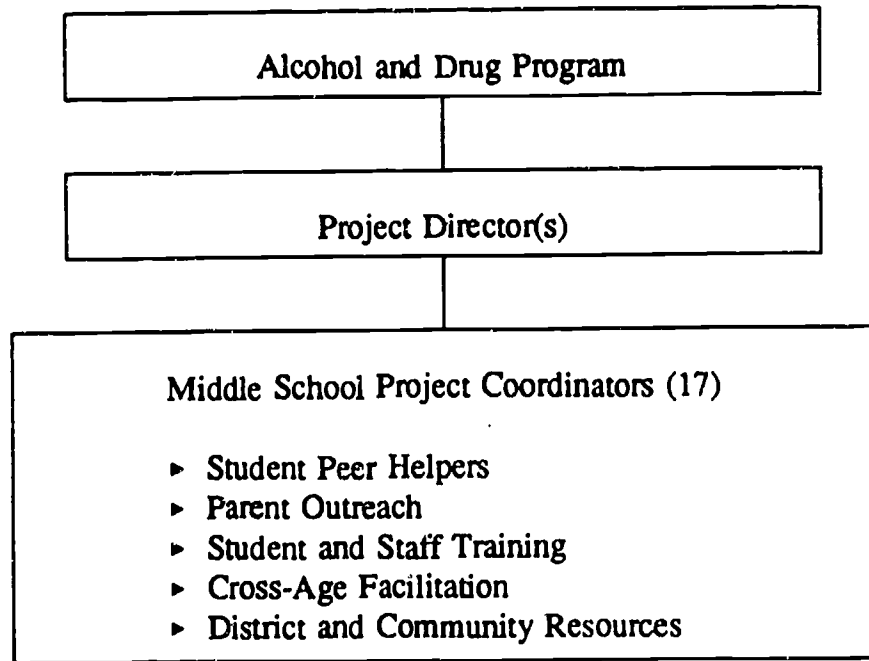 Alcohol and Drug Program
Project Director(s)
Middle School Project Coordinators (17)
▸ Student Peer Helpers
▸ Parent Outreach
▸ Student and Staff Training
▸ Cross-Age Facilitation
▸ District and Community Resources